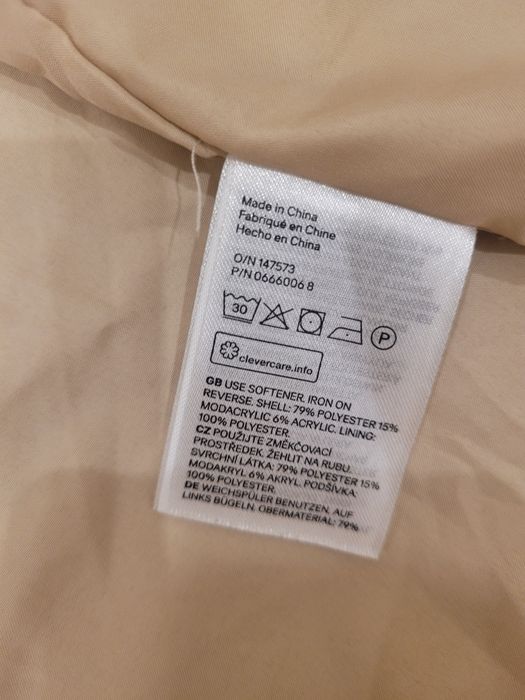 Made in China
Fabriqué en Chine
Hecho en China
O/N 147573
P/N 0666006 8
30
P
clevercare.info
GB USE SOFTENER. IRON ON
REVERSE. SHELL: 79% POLYESTER 15%
MODACRYLIC 6% ACRYLIC. LINING:
100% POLYESTER.
CZ POUŽIJTE ZMĚKČOVACÍ
PROSTŘEDEK. ŽEHLIT NA RUBU.
SVRCHNÍ LÁTKA: 79% POLYESTER 15%
MODAKRYL 6% AKRYL. PODŠÍVKA:
100% POLYESTER.
DE WEICHSPÜLER BENUTZEN. AUF
LINKS BÜGELN. OBERMATERIAL: 79%